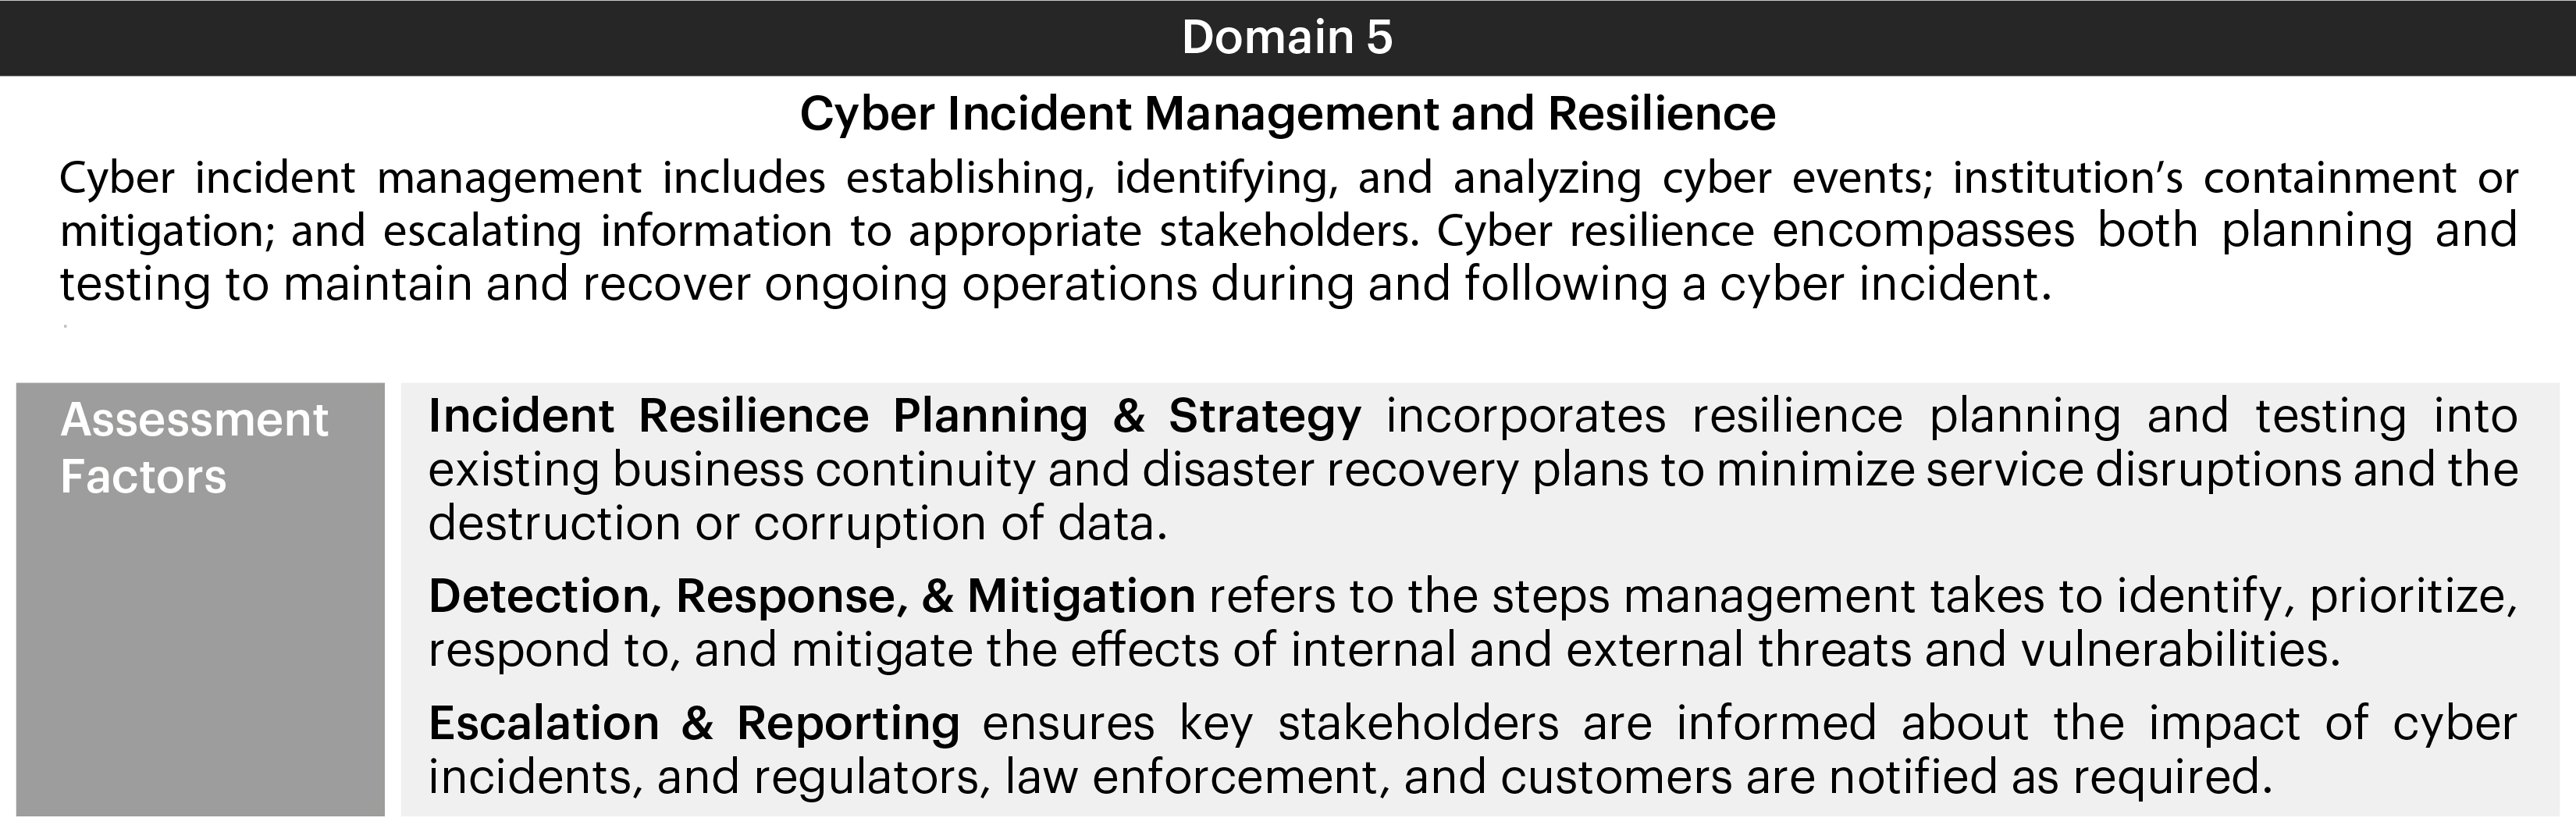 Domain 5
Cyber Incident Management and Resilience
Cyber incident management includes establishing, identifying, and analyzing cyber events; institution’s containment or
mitigation; and escalating information to appropriate stakeholders. Cyber resilience encompasses both planning and
testing to maintain and recover ongoing operations during and following a cyber incident.
Assessment
Factors
Incident Resilience Planning & Strategy incorporates resilience planning and testing into
existing business continuity and disaster recovery plans to minimize service disruptions and the
destruction or corruption of data.
Detection, Response, & Mitigation refers to the steps management takes to identify, prioritize,
respond to, and mitigate the effects of internal and external threats and vulnerabilities.
Escalation & Reporting ensures key stakeholders are informed about the impact of cyber
incidents, and regulators, law enforcement, and customers are notified as required.